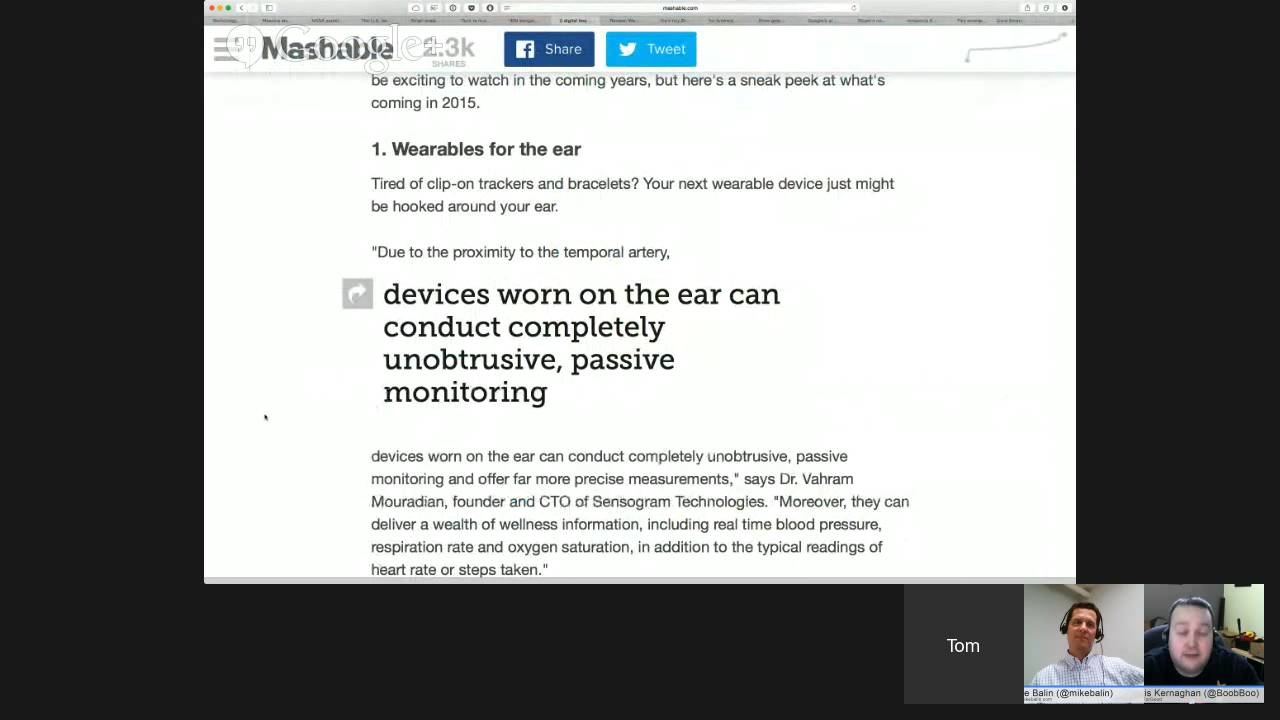 mashable.com
Google+
Mashable
2.3k
SHARES
Share
Tweet
be exciting to watch in the coming years, but here's a sneak peek at what's
coming in 2015.
1. Wearables for the ear
Tired of clip-on trackers and bracelets? Your next wearable device just might
be hooked around your ear.
"Due to the proximity to the temporal artery,
devices worn on the ear can
conduct completely
unobtrusive, passive
monitoring
devices worn on the ear can conduct completely unobtrusive, passive
monitoring and offer far more precise measurements," says Dr. Vahram
Mouradian, founder and CTO of Sensogram Technologies. "Moreover, they can
deliver a wealth of wellness information, including real time blood pressure,
respiration rate and oxygen saturation, in addition to the typical readings of
heart rate or steps taken."
Tom
e Balin (@mikebalin)
is Kernaghan (@BoobBoo)